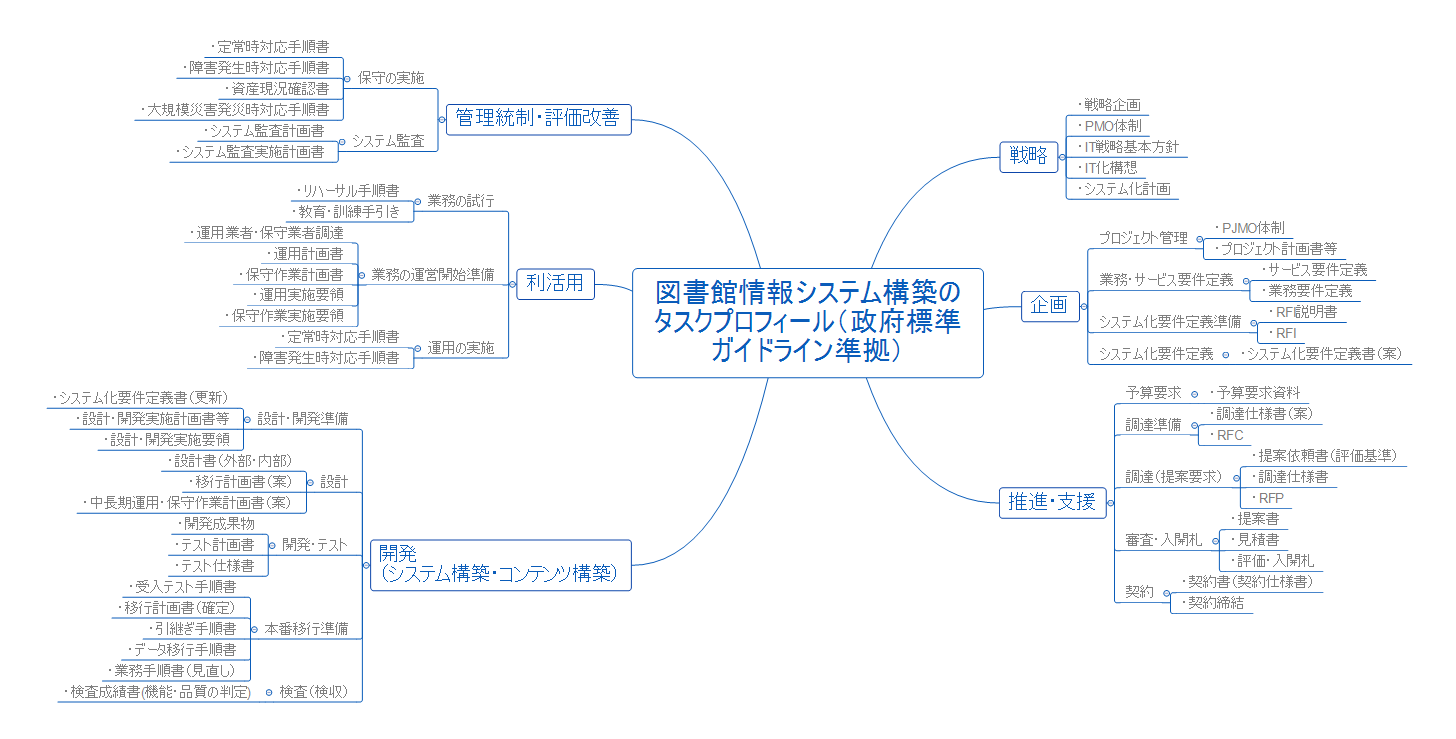 図書館情報システム構築の
タスクプロフィール（政府標準
ガイドライン準拠）
戦略
・戦略企画
・PMO体制
・IT戦略基本方針
・IT化構想
・システム化計画
企画
プロジェクト管理
・PJMO体制
・プロジェクト計画書等
業務・サービス要件定義
・サービス要件定義
・業務要件定義
システム化要件定義準備
・RFI説明書
・RFI
システム化要件定義
・システム化要件定義書（案）
推進・支援
予算要求
・予算要求資料
調達準備
・調達仕様書（案）
・RFC
調達（提案要求）
・提案依頼書（評価基準）
・調達仕様書
・RFP
審査・入開札
・提案書
・見積書
・評価・入開札
契約
・契約書（契約仕様書）
・契約締結
管理統制・評価改善
保守の実施
・定常時対応手順書
・障害発生時対応手順書
・資産現況確認書
・大規模災害発災時対応手順書
システム監査
・システム監査計画書
・システム監査実施計画書
利活用
業務の試行
・リハーサル手順書
・教育・訓練手引き
業務の運営開始準備
・運用業者・保守業者調達
・運用計画書
・保守作業計画書
・運用実施要領
・保守作業実施要領
運用の実施
・定常時対応手順書
・障害発生時対応手順書
開発
（システム構築・コンテンツ構築）
設計・開発準備
・システム化要件定義書（更新）
・設計・開発実施計画書等
・設計・開発実施要領
設計
・設計書（外部・内部）
・移行計画書（案）
・中長期運用・保守作業計画書（案）
開発・テスト
・開発成果物
・テスト計画書
・テスト仕様書
本番移行準備
・受入テスト手順書
・移行計画書（確定）
・引継ぎ手順書
・データ移行手順書
・業務手順書（見直し）
検査（検収）
・検査成績書(機能・品質の判定)